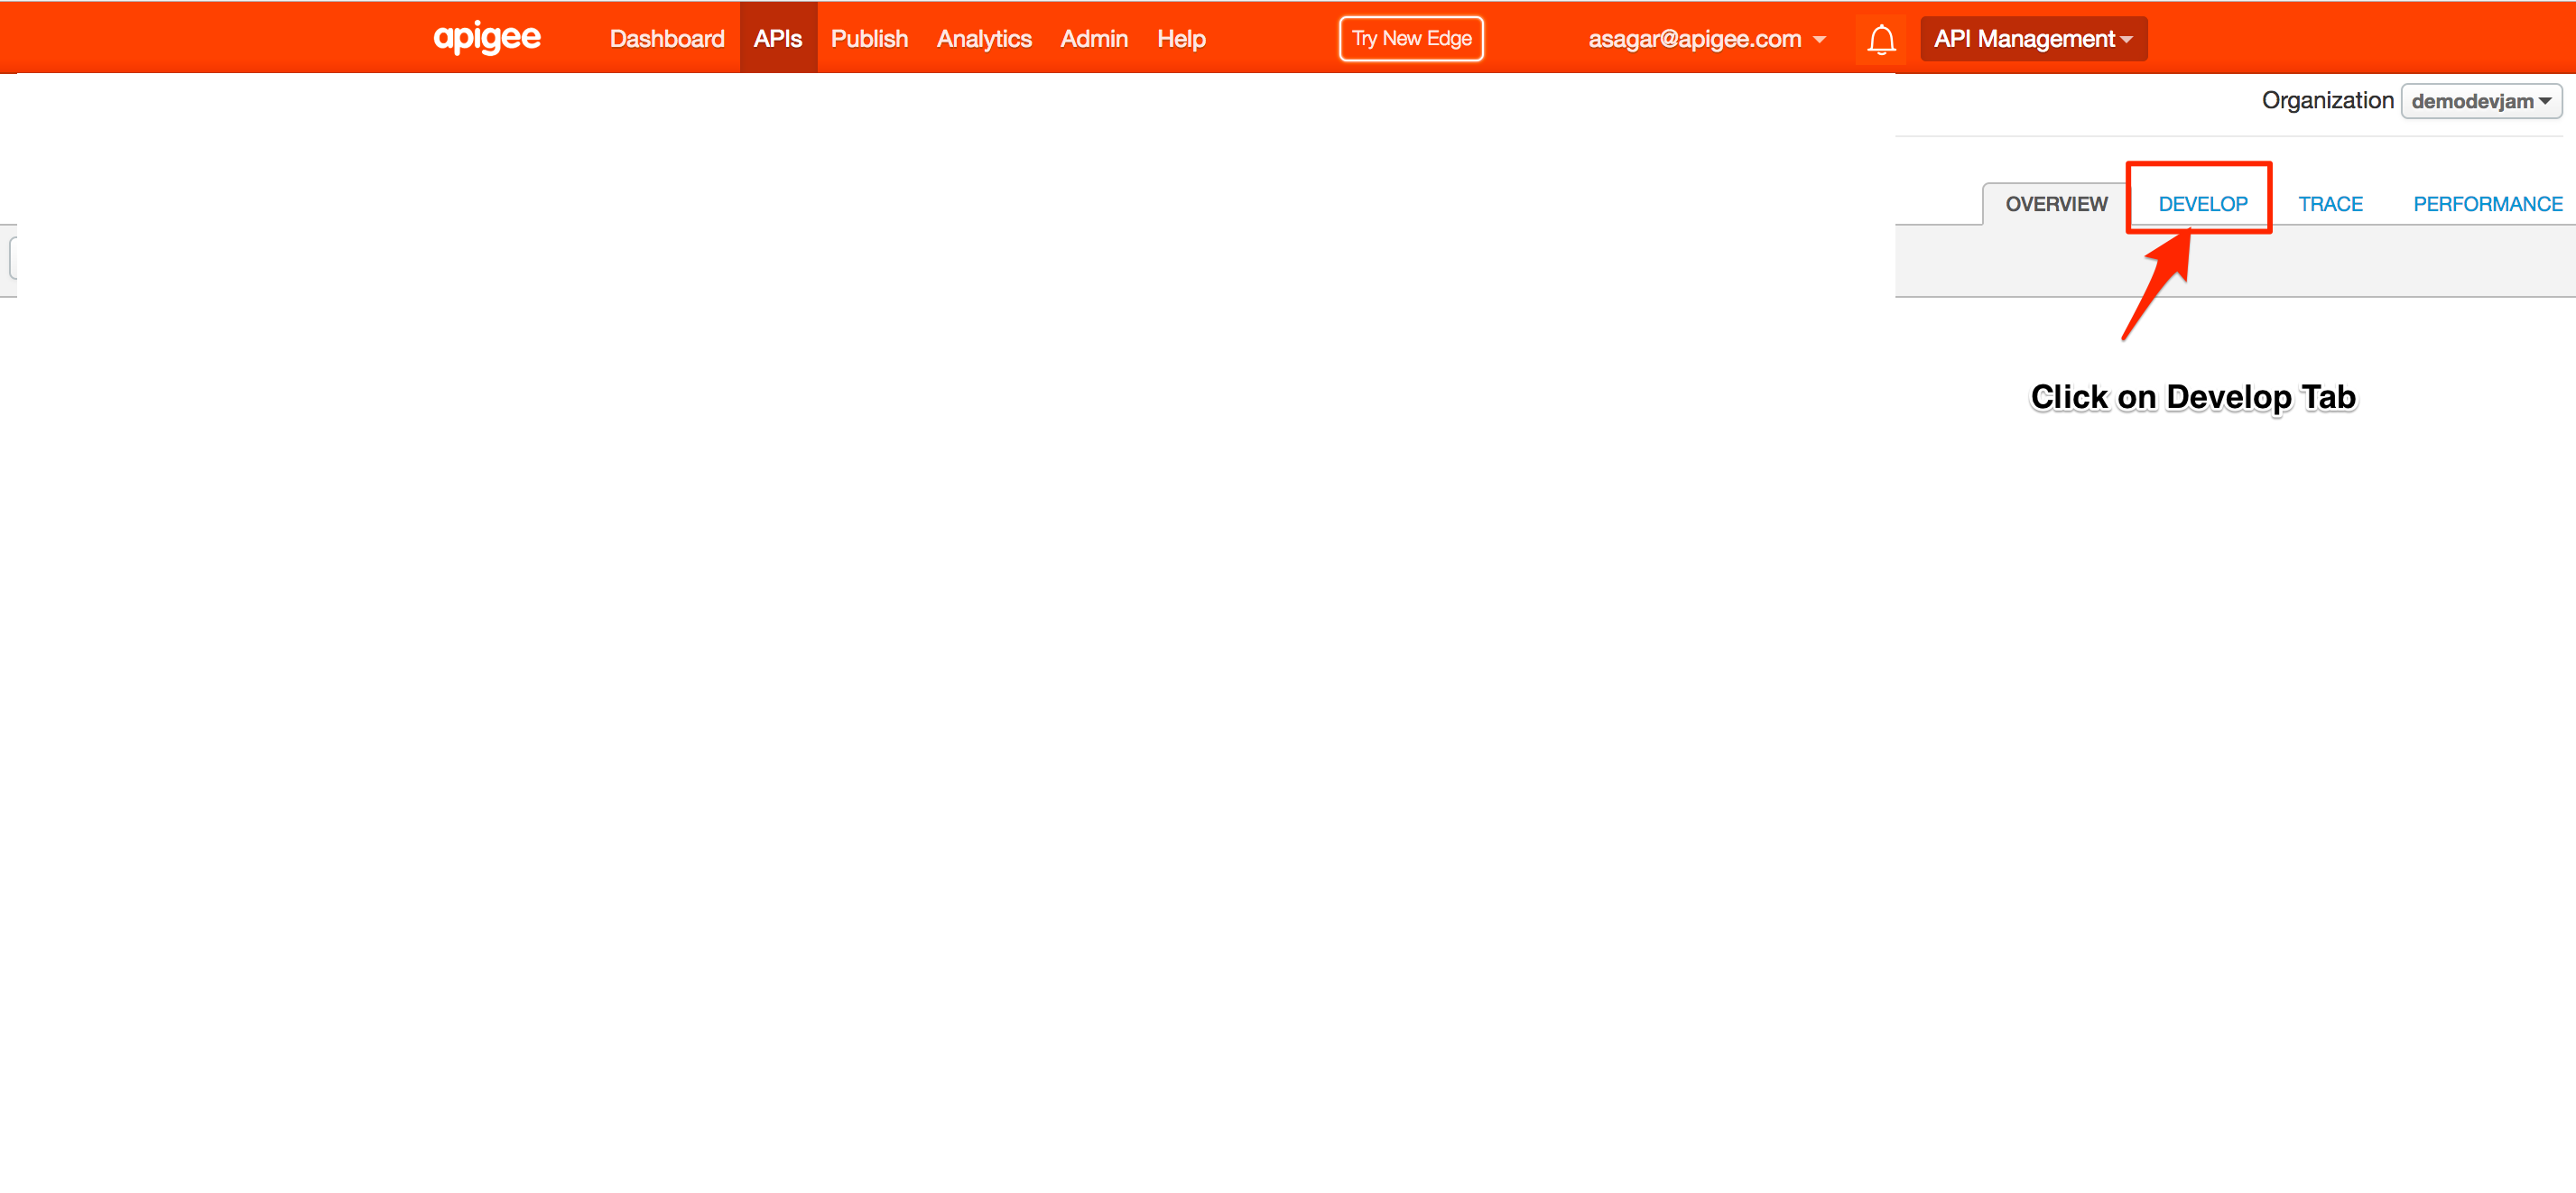 apigee Dashboard APIs Publish Analytics Admin Help Try New Edge asagar@apigee.com API Management
Organization demodevjam
OVERVIEW DEVELOP TRACE PERFORMANCE
Click on Develop Tab